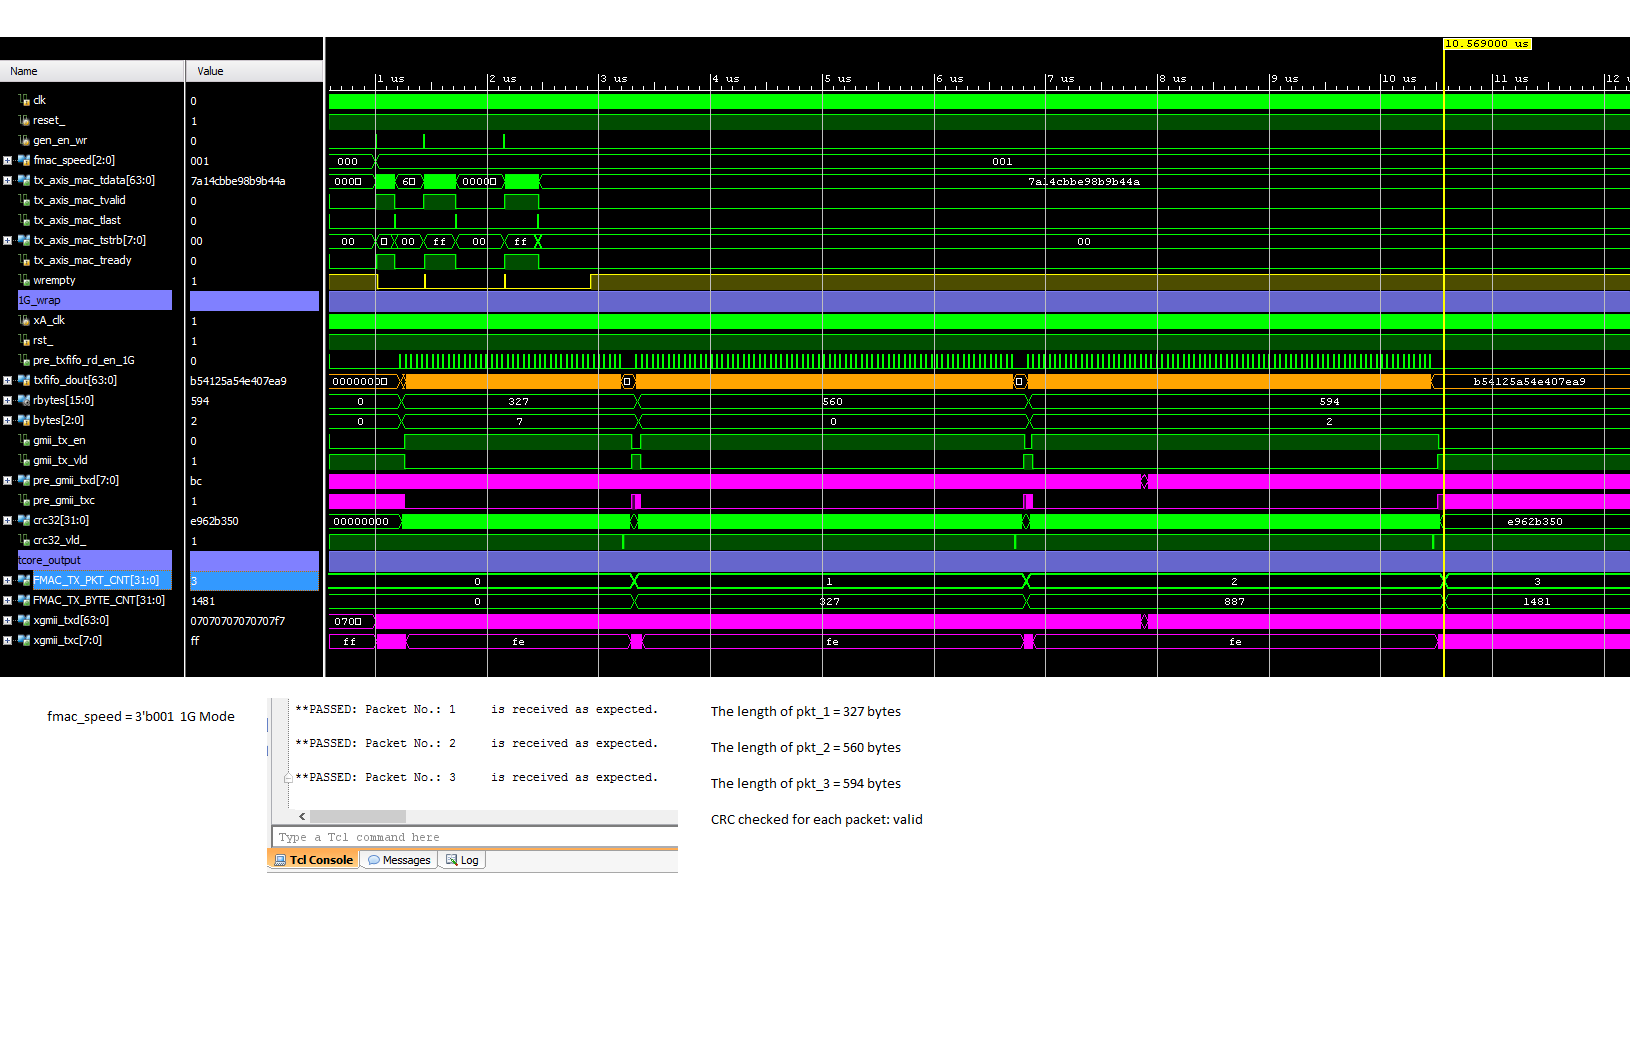 10.569000 us
Name Value
1 us 2 us 3 us 4 us 5 us 6 us 7 us 8 us 9 us 10 us 11 us 12
clk 0
reset_ 1
gen_en_wr 0
fmac_speed[2:0] 001 000 001
tx_axis_mac_tdata[63:0] 7a14cbbe98b9b44a 000 6 0000 7a14cbbe98b9b44a
tx_axis_mac_tvalid 0
tx_axis_mac_tlast 0
tx_axis_mac_tstrb[7:0] 00 00 00 ff 00 ff 00
tx_axis_mac_tready 0
wrempty 1
1G_wrap
xA_clk 1
rst_ 1
pre_txfifo_rd_en_1G 0
txfifo_dout[63:0] b54125a54e407ea9 0000000 b54125a54e407ea9
rbytes[15:0] 594 0 327 560 594
bytes[2:0] 2 0 7 0 2
gmii_tx_en 0
gmii_tx_vld 1
pre_gmii_txd[7:0] bc
pre_gmii_txc 1
crc32[31:0] e962b350 00000000 e962b350
crc32_vld_ 1
tcore_output
FMAC_TX_PKT_CNT[31:0] 3 0 1 2 3
FMAC_TX_BYTE_CNT[31:0] 1481 0 327 887 1481
xgmii_txd[63:0] 07070707070707f7 070
xgmii_txc[7:0] ff ff fe fe fe
fmac_speed = 3'b001 1G Mode
**PASSED: Packet No.: 1 is received as expected.
**PASSED: Packet No.: 2 is received as expected.
**PASSED: Packet No.: 3 is received as expected.
Type a Tcl command here
Tcl Console Messages Log
The length of pkt_1 = 327 bytes
The length of pkt_2 = 560 bytes
The length of pkt_3 = 594 bytes
CRC checked for each packet: valid